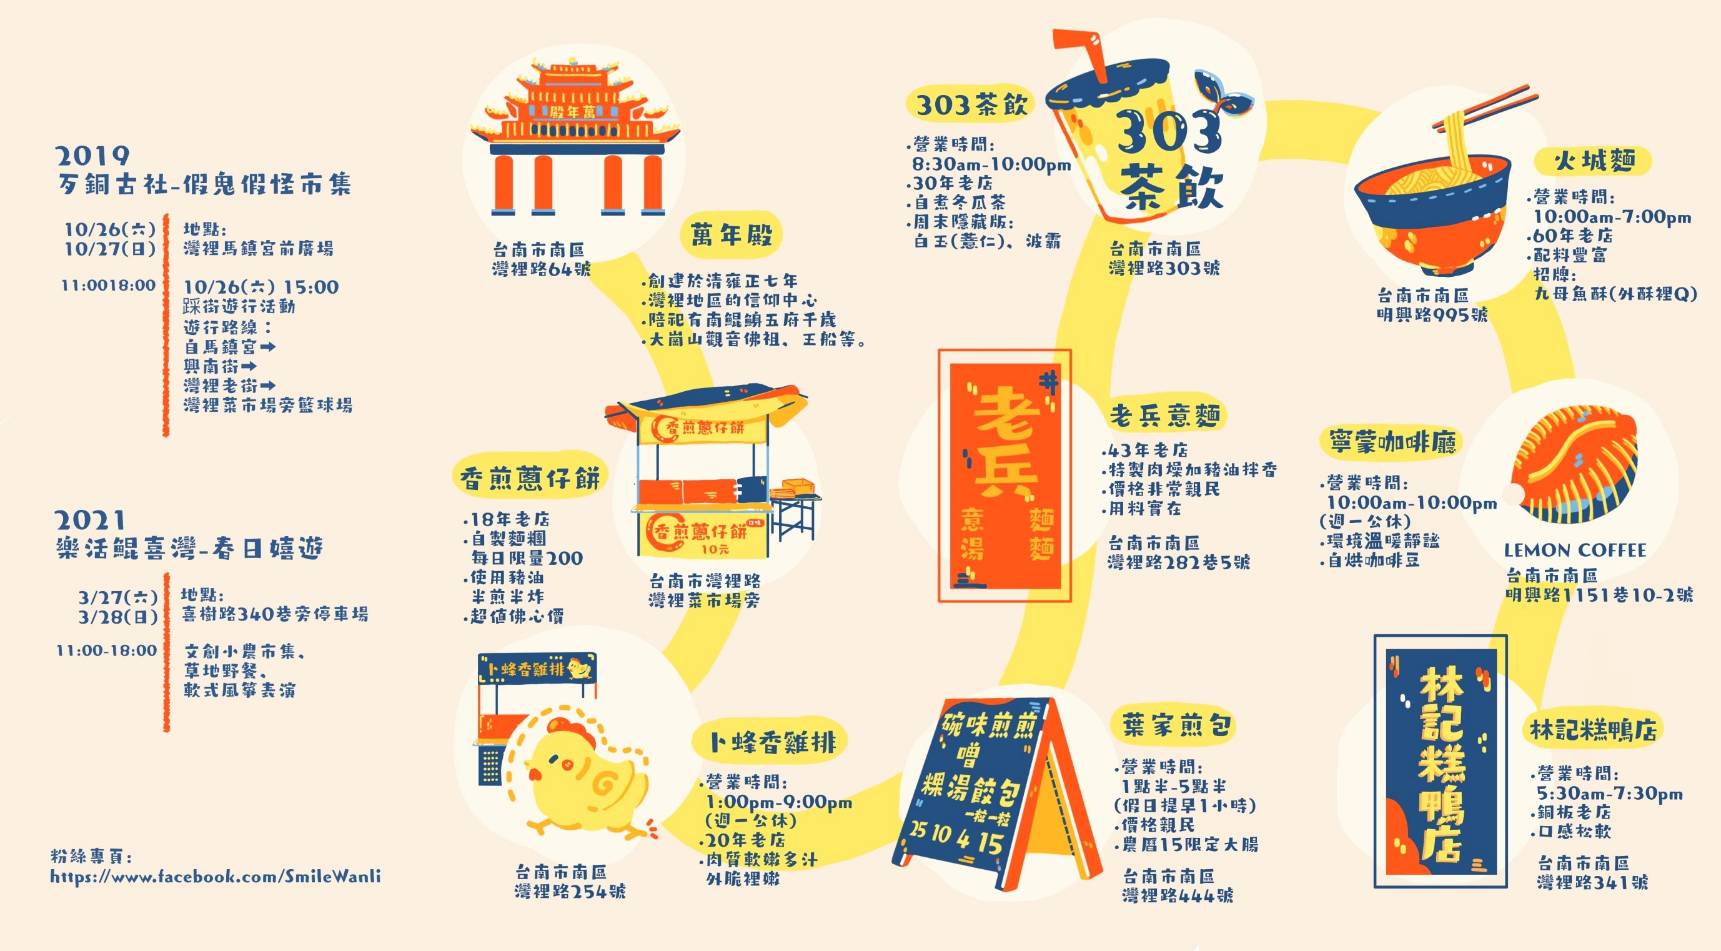 2019
歹銅古社-假鬼假怪市集
10/26(六)
10/27(日)
地點:
灣裡馬鎮宮前廣場
11:0018:00
10/26(六) 15:00
踩街遊行活動
遊行路線：
自馬鎮宮➡
興南街➡
灣裡老街➡
灣裡菜市場旁籃球場
2021
樂活鯤喜灣-春日嬉遊
3/27(六)
3/28(日)
地點:
喜樹路340巷旁停車場
11:00-18:00
文創小農市集、
草地野餐、
軟式風箏表演
粉絲專頁:
https://www.facebook.com/SmileWanli
殿年萬
台南市南區
灣裡路64號
萬年殿
·創建於清雍正七年
·灣裡地區的信仰中心
·陪祀有南鯤鯓五府千歲
·大崗山觀音佛祖、王船等。
香煎蔥仔餅
·18年老店
·自製麵糰
每日限量200
·使用豬油
半煎半炸
·超值佛心價
香煎蔥仔餅
香煎蔥仔餅
10元
台南市灣裡路
灣裡菜市場旁
卜蜂香雞排
台南市南區
灣裡路254號
卜蜂香雞排
·營業時間:
1:00pm-9:00pm
(週一公休)
·20年老店
·肉質軟嫩多汁
外脆裡嫩
303茶飲
·營業時間:
8:30am-10:00pm
·30年老店
·自煮冬瓜茶
·周末隱藏版:
白玉(薏仁)、波霸
303
茶飲
台南市南區
灣裡路303號
火城麵
·營業時間:
10:00am-7:00pm
·60年老店
·配料豐富
招牌:
九母魚酥(外酥裡Q)
台南市南區
明興路995號
老兵
意湯
麵麵
老兵意麵
·43年老店
·特製肉燥加豬油拌香
·價格非常親民
·用料實在
台南市南區
灣裡路282巷5號
寧蒙咖啡廳
·營業時間:
10:00am-10:00pm
(週一公休)
·環境溫暖靜謐
·自烘咖啡豆
LEMON COFFEE
台南市南區
明興路1151巷10-2號
碗味煎煎
噌
粿湯餃包
一粒一粒
25 10 4 15
葉家煎包
·營業時間:
1點半-5點半
(假日提早1小時)
·價格親民
·農曆15限定大腸
台南市南區
灣裡路444號
林記糕鴨店
林記糕鴨店
·營業時間:
5:30am-7:30pm
·銅板老店
·口感松軟
台南市南區
灣裡路341號